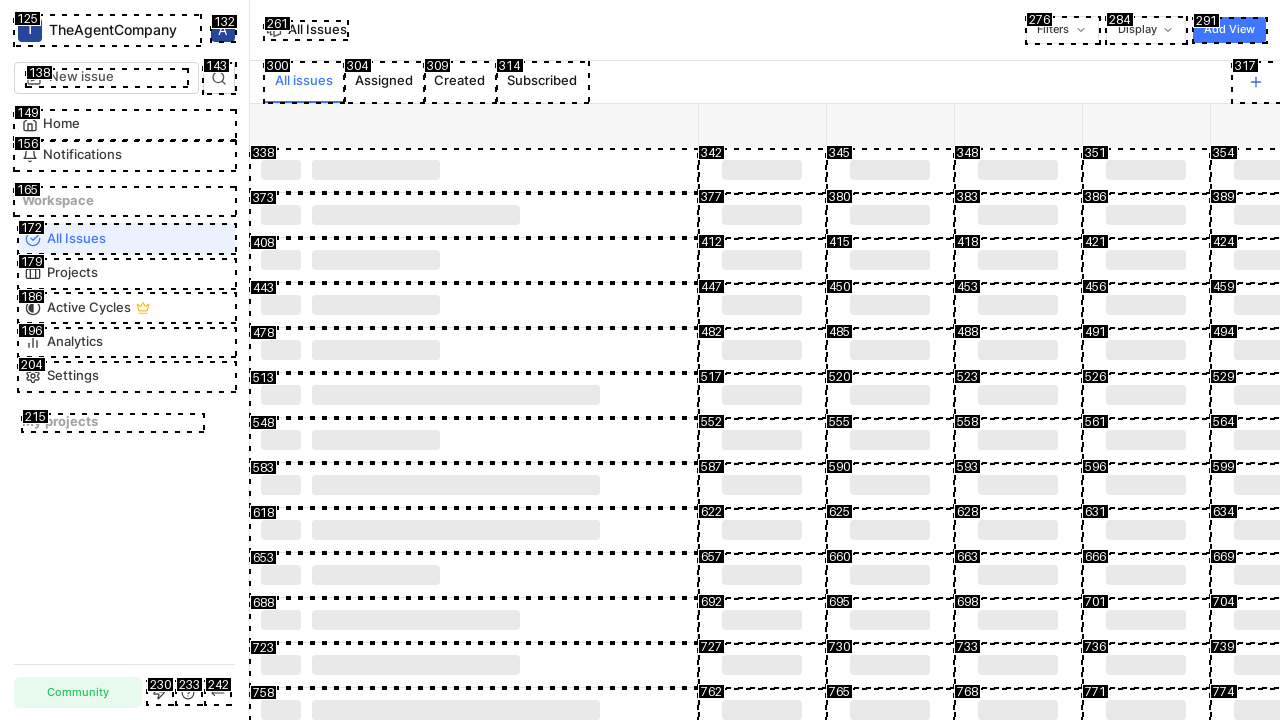 125 TheAgentCompany 132 A
138 New issue 143
149 Home
156 Notifications
165 Workspace
172 All Issues
179 Projects
186 Active Cycles
196 Analytics
204 Settings
215 My projects
Community 230 233 242
261 All Issues 276 Filters 284 Display 291 Add View
300 All issues 304 Assigned 309 Created 314 Subscribed 317
338 342 345 348 351 354
373 377 380 383 386 389
408 412 415 418 421 424
443 447 450 453 456 459
478 482 485 488 491 494
513 517 520 523 526 529
548 552 555 558 561 564
583 587 590 593 596 599
618 622 625 628 631 634
653 657 660 663 666 669
688 692 695 698 701 704
723 727 730 733 736 739
758 762 765 768 771 774